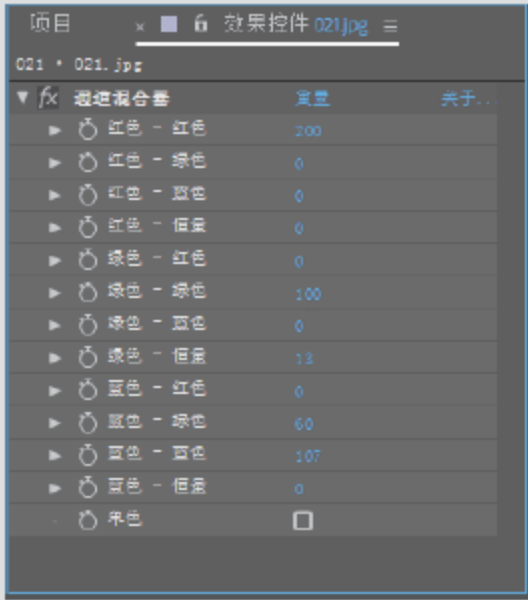 项目 × 效果控件 021.jpg ≡
021 • 021.jpg
fx 通道混合器 重置 关于..
红色 - 红色 200
红色 - 绿色 0
红色 - 蓝色 0
红色 - 恒量 0
绿色 - 红色 0
绿色 - 绿色 100
绿色 - 蓝色 0
绿色 - 恒量 13
蓝色 - 红色 0
蓝色 - 绿色 60
蓝色 - 蓝色 107
蓝色 - 恒量 0
单色